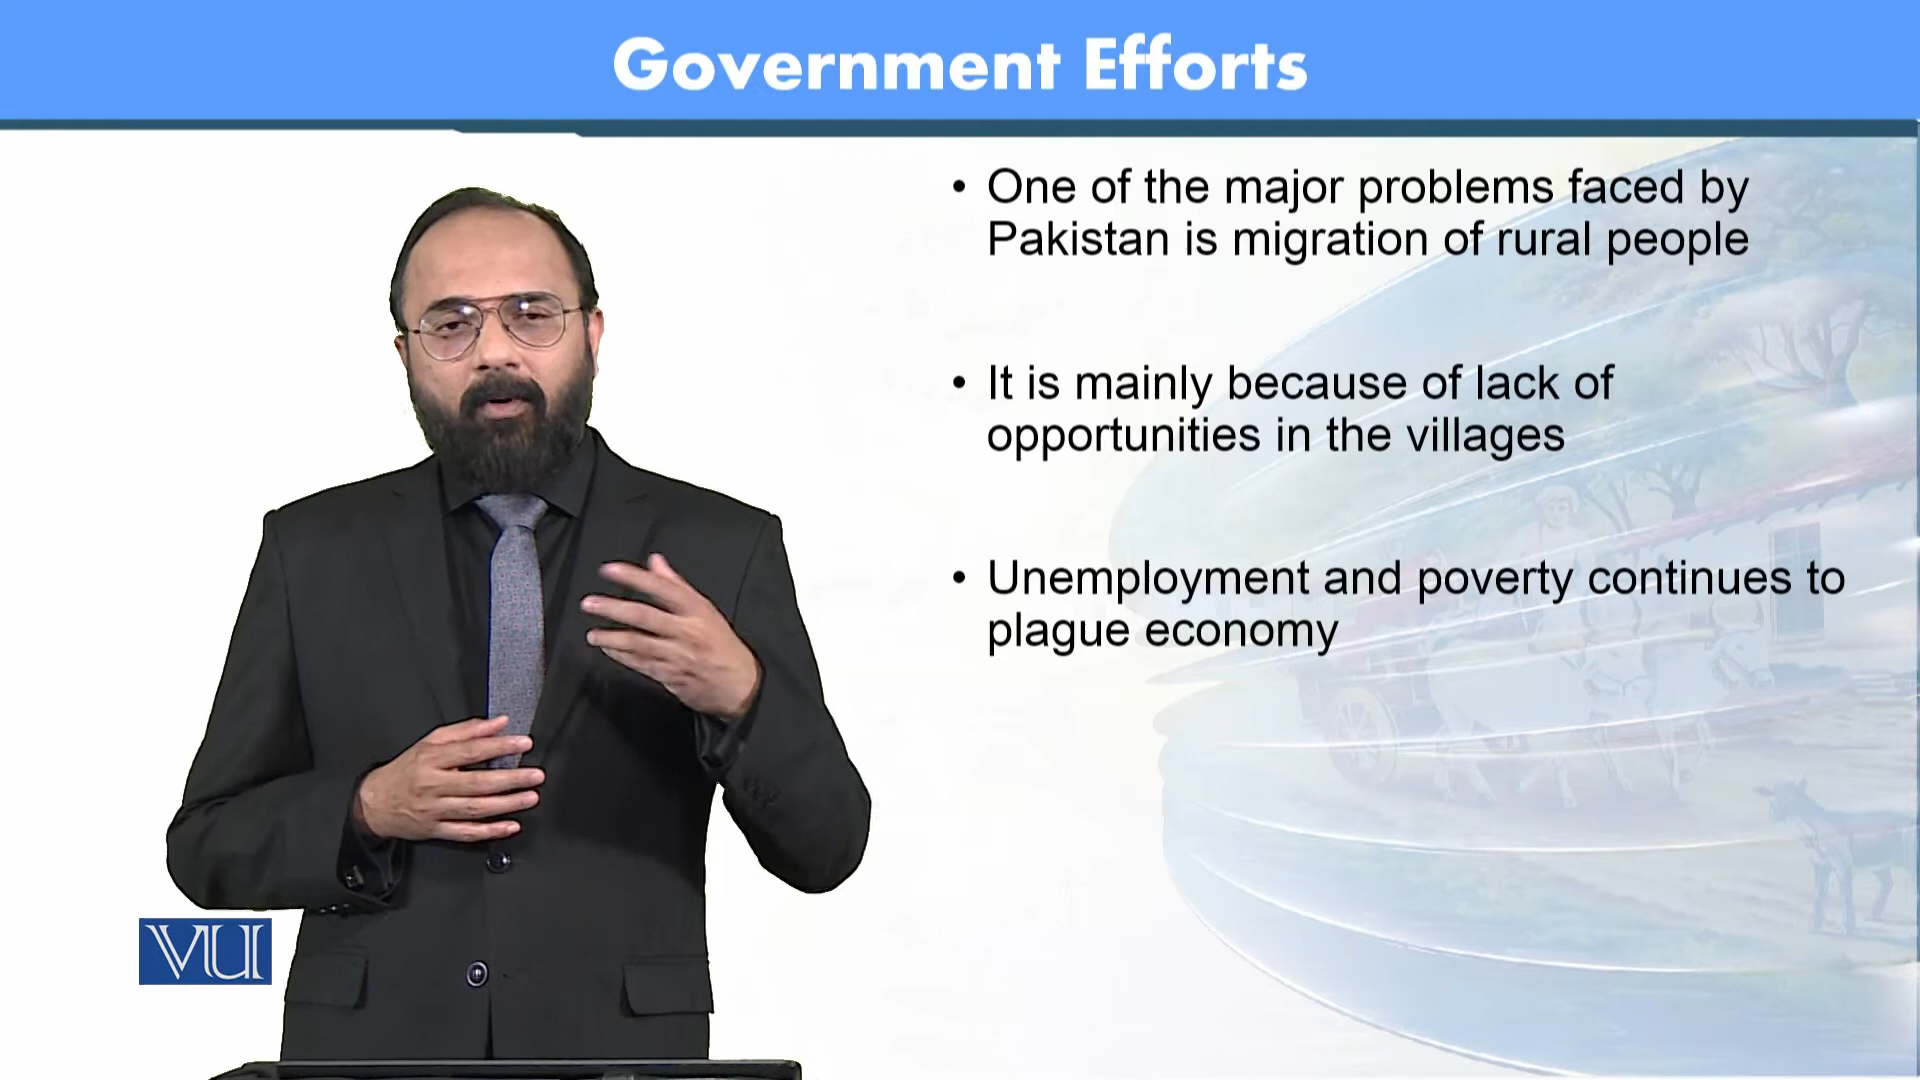 Government Efforts
• One of the major problems faced by
Pakistan is migration of rural people
• It is mainly because of lack of
opportunities in the villages
• Unemployment and poverty continues to
plague economy
VU